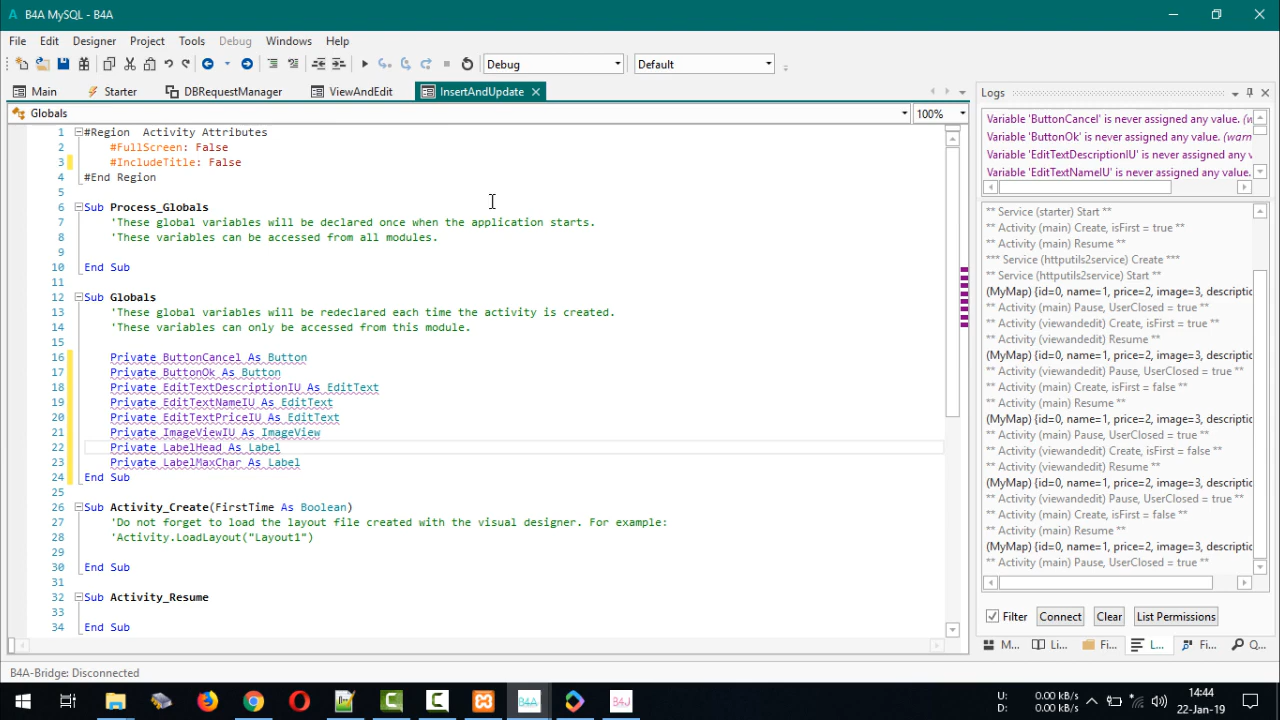 B4A MySQL - B4A
File Edit Designer Project Tools Debug Windows Help
Debug Default
Main Starter DBRequestManager ViewAndEdit InsertAndUpdate
Globals 100%
1 #Region Activity Attributes
2 #FullScreen: False
3 #IncludeTitle: False
4 #End Region
5
6 Sub Process_Globals
7 'These global variables will be declared once when the application starts.
8 'These variables can be accessed from all modules.
9
10 End Sub
11
12 Sub Globals
13 'These global variables will be redeclared each time the activity is created.
14 'These variables can only be accessed from this module.
15
16 Private ButtonCancel As Button
17 Private ButtonOk As Button
18 Private EditTextDescriptionIU As EditText
19 Private EditTextNameIU As EditText
20 Private EditTextPriceIU As EditText
21 Private ImageViewIU As ImageView
22 Private LabelHead As Label
23 Private LabelMaxChar As Label
24 End Sub
25
26 Sub Activity_Create(FirstTime As Boolean)
27 'Do not forget to load the layout file created with the visual designer. For example:
28 'Activity.LoadLayout("Layout1")
29
30 End Sub
31
32 Sub Activity_Resume
33
34 End Sub
Logs
Variable 'ButtonCancel' is never assigned any value. (w
Variable 'ButtonOk' is never assigned any value. (warn
Variable 'EditTextDescriptionIU' is never assigned any v
Variable 'EditTextNameIU' is never assigned any value.
** Service (starter) Start **
** Activity (main) Create, isFirst = true **
** Activity (main) Resume **
*** Service (httputils2service) Create ***
** Service (httputils2service) Start **
(MyMap) {id=0, name=1, price=2, image=3, descriptio
** Activity (main) Pause, UserClosed = true **
** Activity (viewandedit) Create, isFirst = true **
** Activity (viewandedit) Resume **
(MyMap) {id=0, name=1, price=2, image=3, descriptio
** Activity (viewandedit) Pause, UserClosed = true **
** Activity (main) Create, isFirst = false **
** Activity (main) Resume **
(MyMap) {id=0, name=1, price=2, image=3, descriptio
** Activity (main) Pause, UserClosed = true **
** Activity (viewandedit) Create, isFirst = false **
** Activity (viewandedit) Resume **
(MyMap) {id=0, name=1, price=2, image=3, descriptio
** Activity (viewandedit) Pause, UserClosed = true **
** Activity (main) Create, isFirst = false **
** Activity (main) Resume **
(MyMap) {id=0, name=1, price=2, image=3, descriptio
** Activity (main) Pause, UserClosed = true **
Filter Connect Clear List Permissions
M... Li... Fi... L... Fi... Q...
B4A-Bridge: Disconnected
B4A B4J
U: 0.00 kB/s
D: 0.00 kB/s
14:44
22-Jan-19